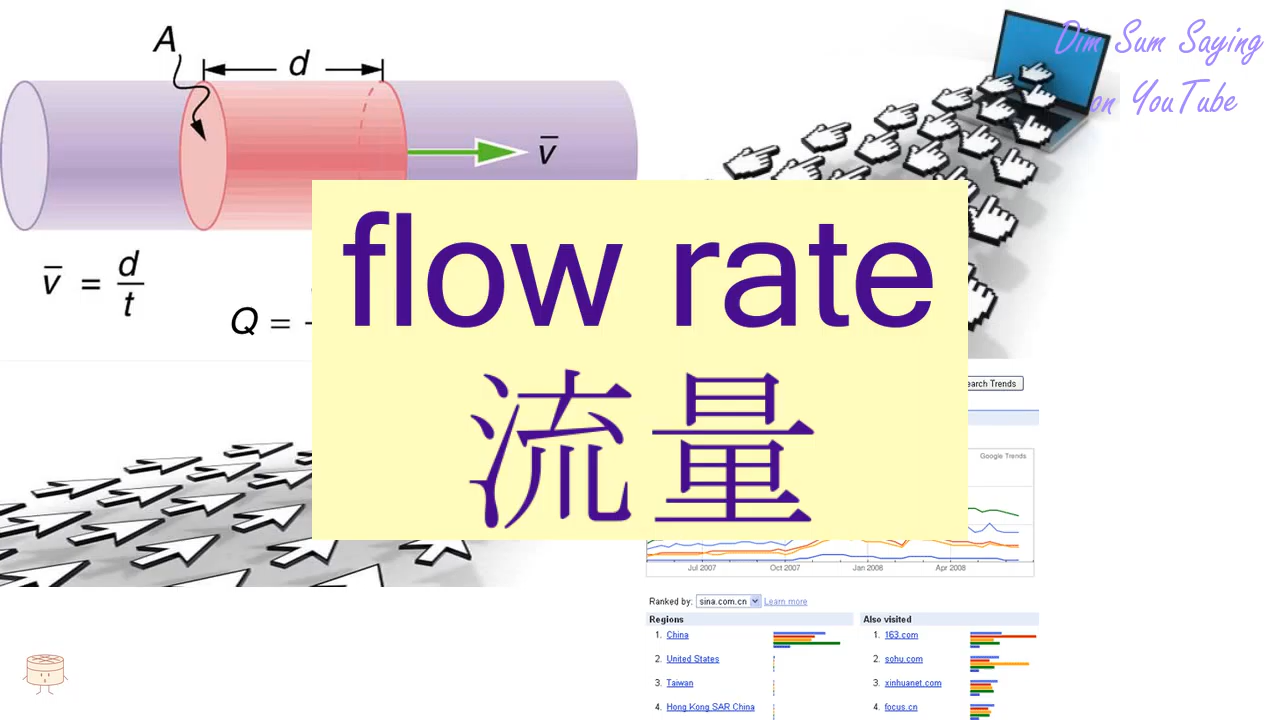 A
d
Dim Sum Saying
on YouTube
v̄
v̄ = d/t
Q =
flow rate
流量
earch Trends
Google Trends
Jul 2007 Oct 2007 Jan 2008 Apr 2008
Ranked by: sina.com.cn Learn more
Regions
1. China
2. United States
3. Taiwan
4. Hong Kong SAR China
Also visited
1. 163.com
2. sohu.com
3. xinhuanet.com
4. focus.cn